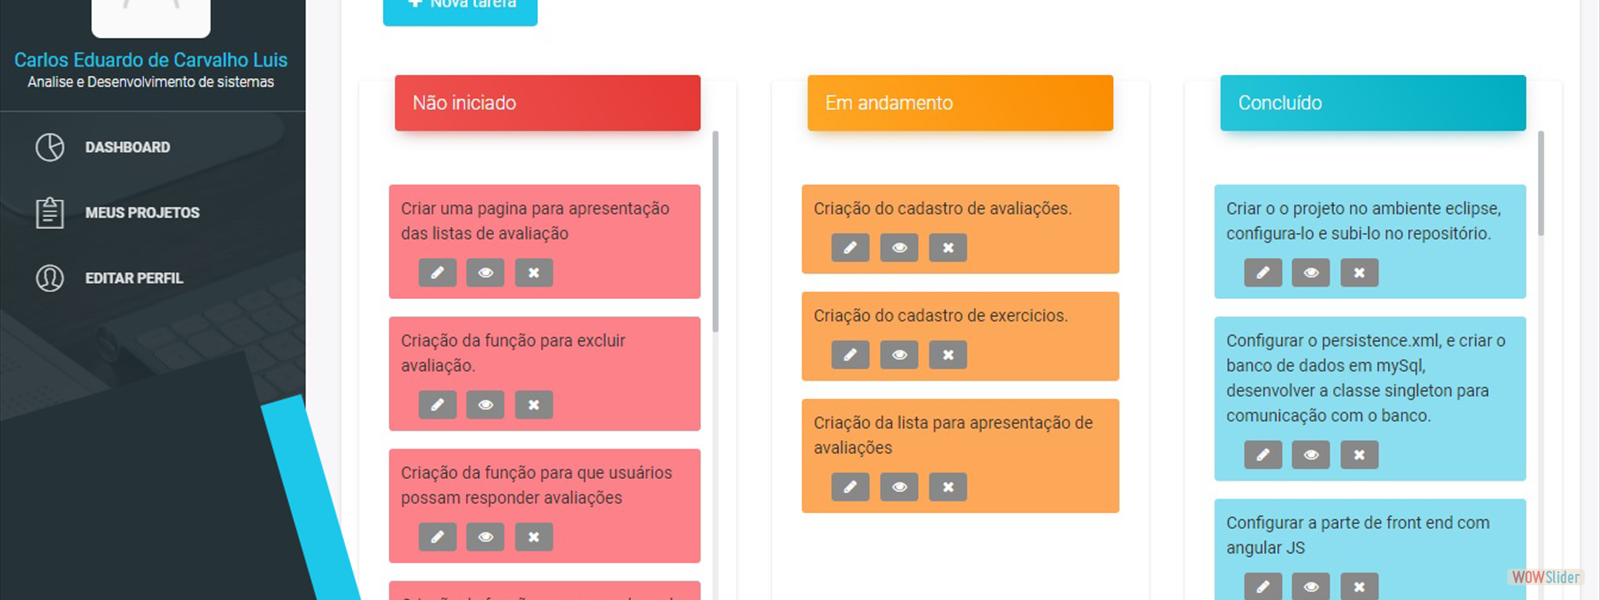 Nova tarefa
Carlos Eduardo de Carvalho Luis
Analise e Desenvolvimento de sistemas
DASHBOARD
MEUS PROJETOS
EDITAR PERFIL
Não iniciado
Criar uma pagina para apresentação
das listas de avaliação
Criação da função para excluir
avaliação.
Criação da função para que usuários
possam responder avaliações
Em andamento
Criação do cadastro de avaliações.
Criação do cadastro de exercicios.
Criação da lista para apresentação de
avaliações
Concluído
Criar o o projeto no ambiente eclipse,
configura-lo e subi-lo no repositório.
Configurar o persistence.xml, e criar o
banco de dados em mySql,
desenvolver a classe singleton para
comunicação com o banco.
Configurar a parte de front end com
angular JS
WOWSlider